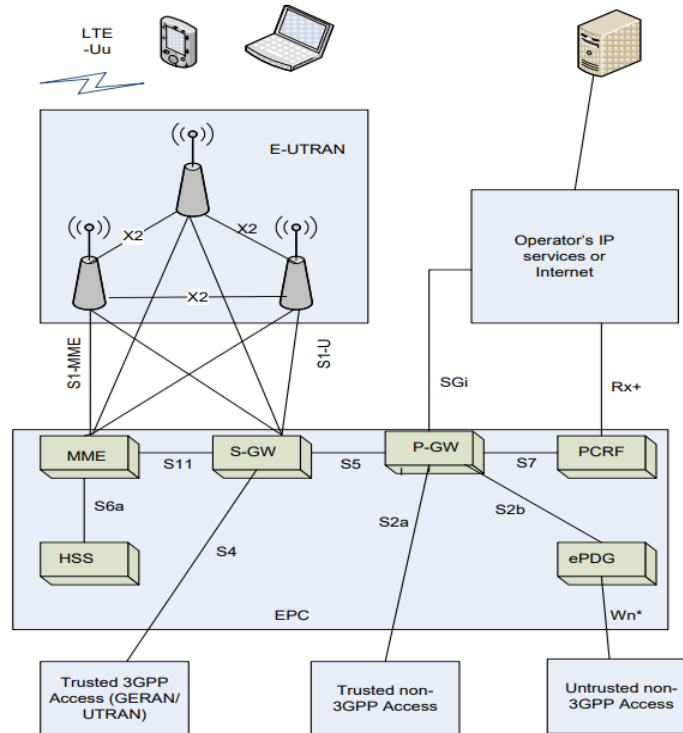 LTE
-Uu
E-UTRAN
X2
X2
X2
Operator's IP
services or
Internet
S1-MME
S1-U
SGi
Rx+
MME
S11
S-GW
S5
P-GW
S7
PCRF
S6a
S4
S2a
S2b
HSS
ePDG
EPC
Wn*
Trusted 3GPP
Access (GERAN/
UTRAN)
Trusted non-
3GPP Access
Untrusted non-
3GPP Access